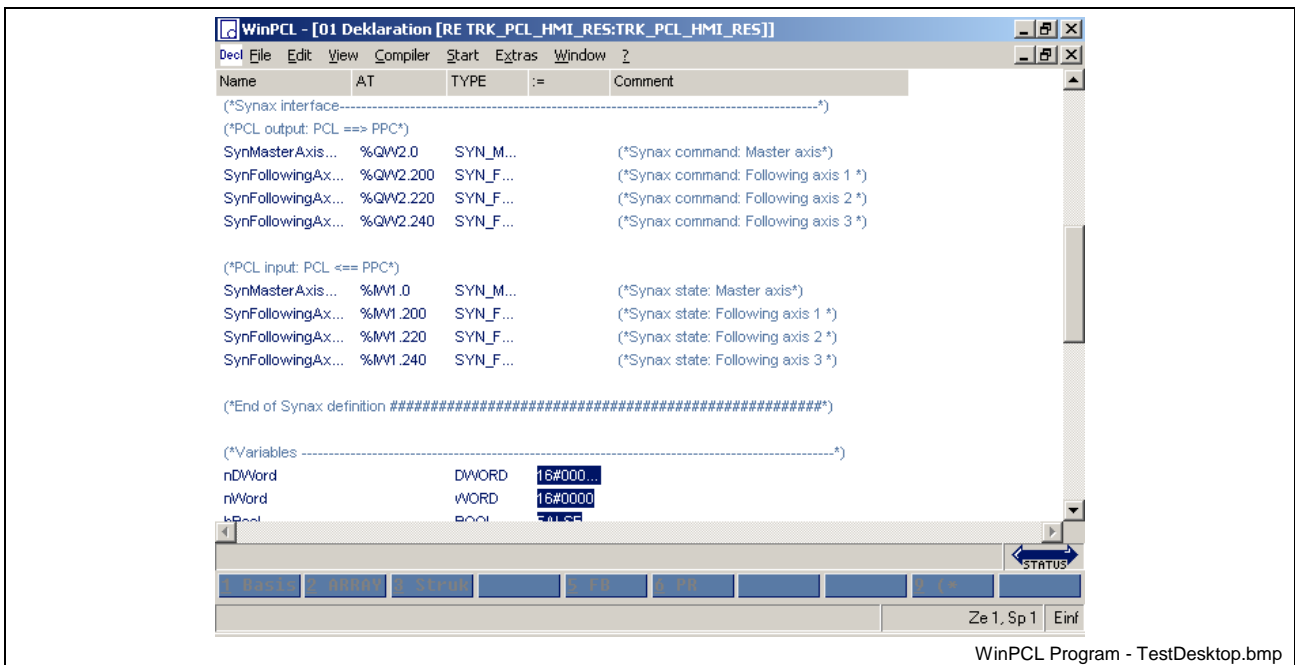 WinPCL - [01 Deklaration [RE TRK_PCL_HMI_RES:TRK_PCL_HMI_RES]]
Decl File Edit View Compiler Start Extras Window ?
Name AT TYPE := Comment
(*Synax interface---------------------------------------------------------------------------------------*)
(*PCL output: PCL ==> PPC*)
SynMasterAxis... %QW2.0 SYN_M... (*Synax command: Master axis*)
SynFollowingAx... %QW2.200 SYN_F... (*Synax command: Following axis 1 *)
SynFollowingAx... %QW2.220 SYN_F... (*Synax command: Following axis 2 *)
SynFollowingAx... %QW2.240 SYN_F... (*Synax command: Following axis 3 *)
(*PCL input: PCL <== PPC*)
SynMasterAxis... %IW1.0 SYN_M... (*Synax state: Master axis*)
SynFollowingAx... %IW1.200 SYN_F... (*Synax state: Following axis 1 *)
SynFollowingAx... %IW1.220 SYN_F... (*Synax state: Following axis 2 *)
SynFollowingAx... %IW1.240 SYN_F... (*Synax state: Following axis 3 *)
(*End of Synax definition #####################################################*)
(*Variables -------------------------------------------------------------------------------------------------*)
nDWord DWORD 16#000...
nWord WORD 16#0000
bBool BOOL FALSE
STATUS
1 Basis 2 ARRAY 3 Struk 5 FB 6 PR 9 (*
Ze 1, Sp 1 Einf
WinPCL Program - TestDesktop.bmp